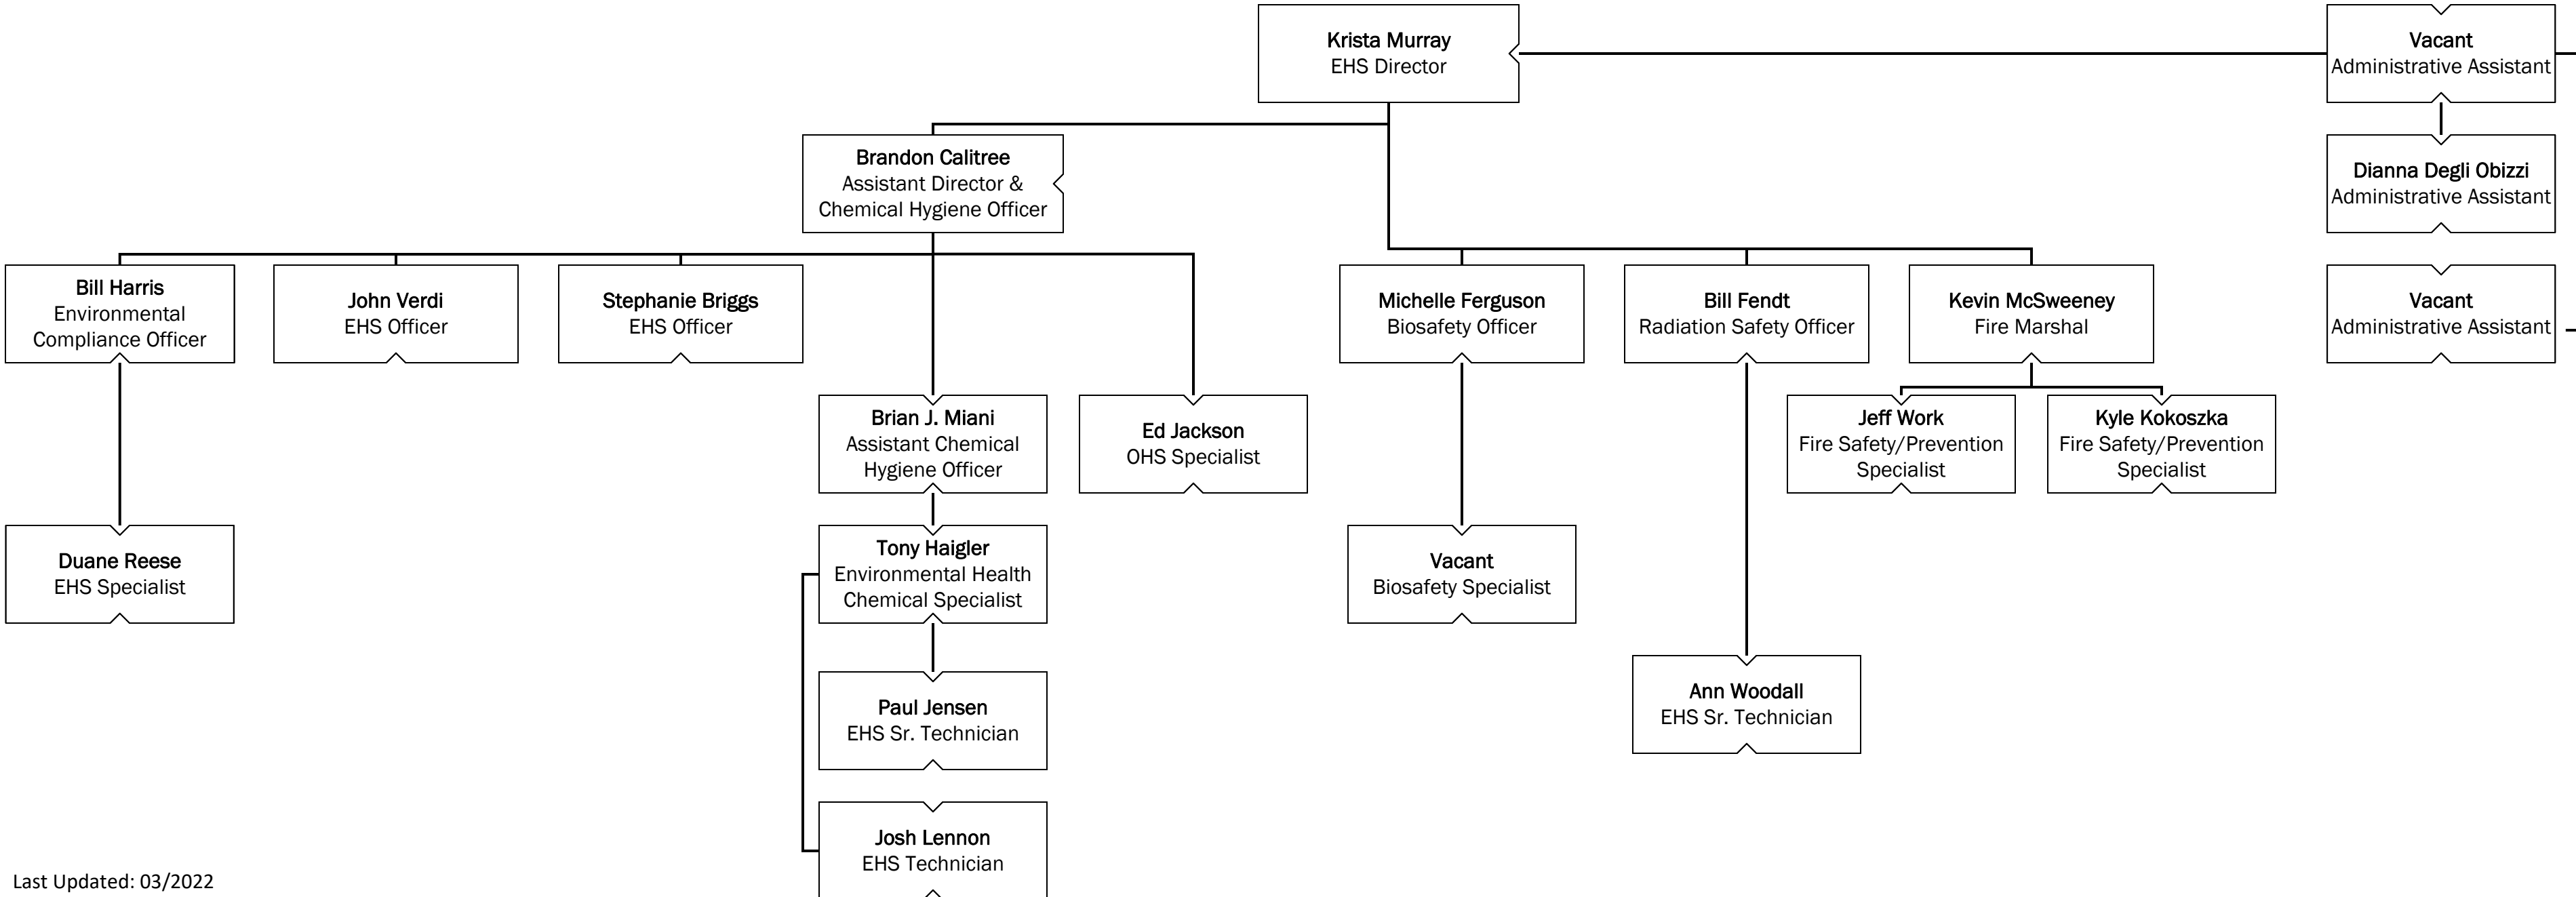 Krista Murray
EHS Director
Vacant
Administrative Assistant
Brandon Calitree
Assistant Director &
Chemical Hygiene Officer
Dianna Degli Obizzi
Administrative Assistant
Bill Harris
Environmental
Compliance Officer
John Verdi
EHS Officer
Stephanie Briggs
EHS Officer
Michelle Ferguson
Biosafety Officer
Bill Fendt
Radiation Safety Officer
Kevin McSweeney
Fire Marshal
Vacant
Administrative Assistant
Brian J. Miani
Assistant Chemical
Hygiene Officer
Ed Jackson
OHS Specialist
Jeff Work
Fire Safety/Prevention
Specialist
Kyle Kokoszka
Fire Safety/Prevention
Specialist
Duane Reese
EHS Specialist
Tony Haigler
Environmental Health
Chemical Specialist
Vacant
Biosafety Specialist
Paul Jensen
EHS Sr. Technician
Ann Woodall
EHS Sr. Technician
Josh Lennon
EHS Technician
Last Updated: 03/2022